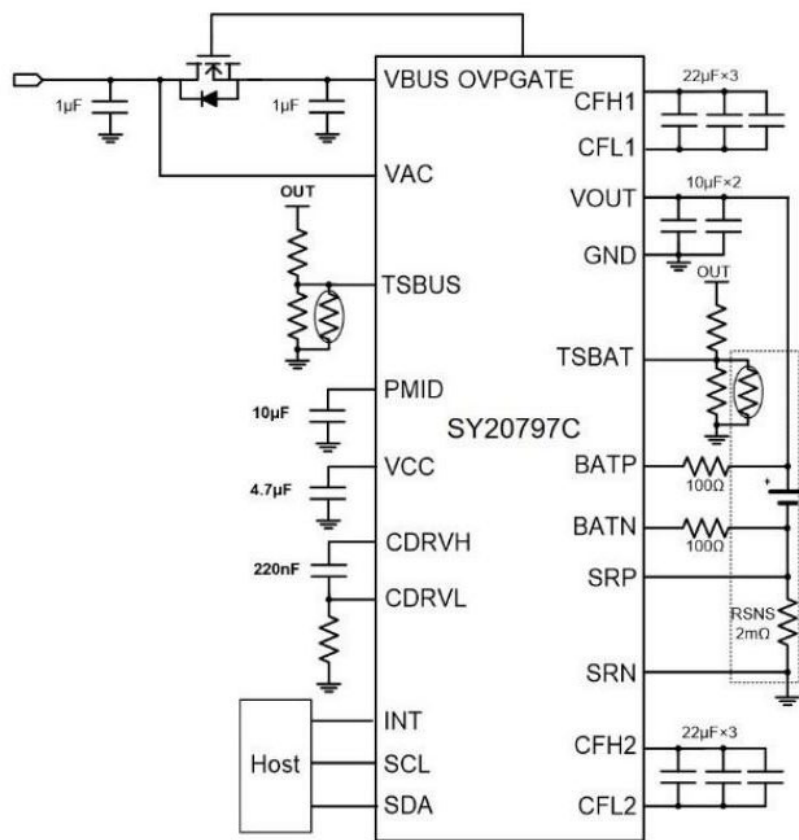 VBUS OVPGATE
22µF×3
CFH1
1µF
1µF
CFL1
VAC
VOUT
10µF×2
OUT
GND
OUT
TSBUS
TSBAT
PMID
10µF
SY20797C
VCC
BATP
100Ω
+
4.7µF
BATN
100Ω
CDRVH
220nF
SRP
CDRVL
RSNS
2mΩ
SRN
INT
22µF×3
CFH2
Host
SCL
SDA
CFL2